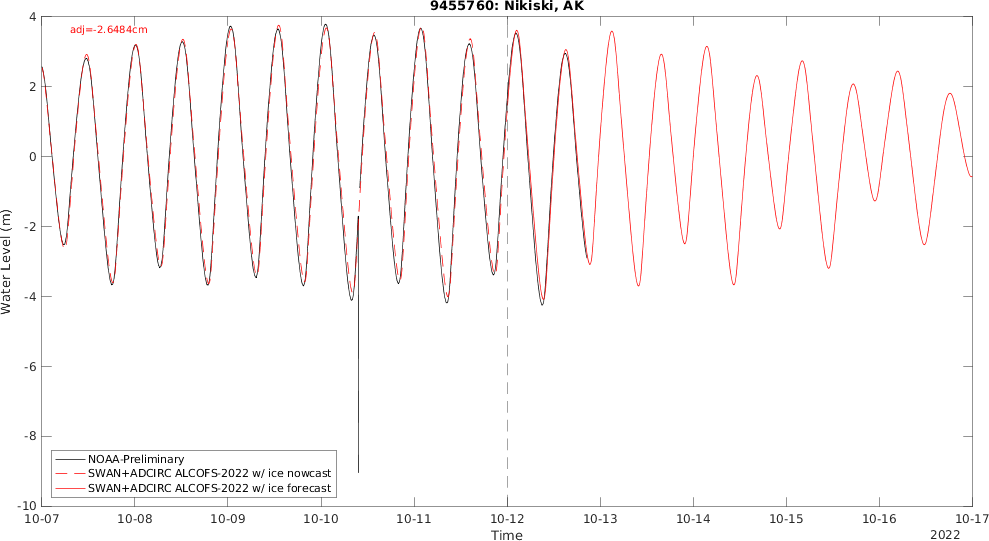 9455760: Nikiski, AK
adj=-2.6484cm
4
2
0
-2
-4
-6
-8
-10
Water Level (m)
NOAA-Preliminary
SWAN+ADCIRC ALCOFS-2022 w/ ice nowcast
SWAN+ADCIRC ALCOFS-2022 w/ ice forecast
10-07 10-08 10-09 10-10 10-11 10-12 10-13 10-14 10-15 10-16 10-17
Time
2022